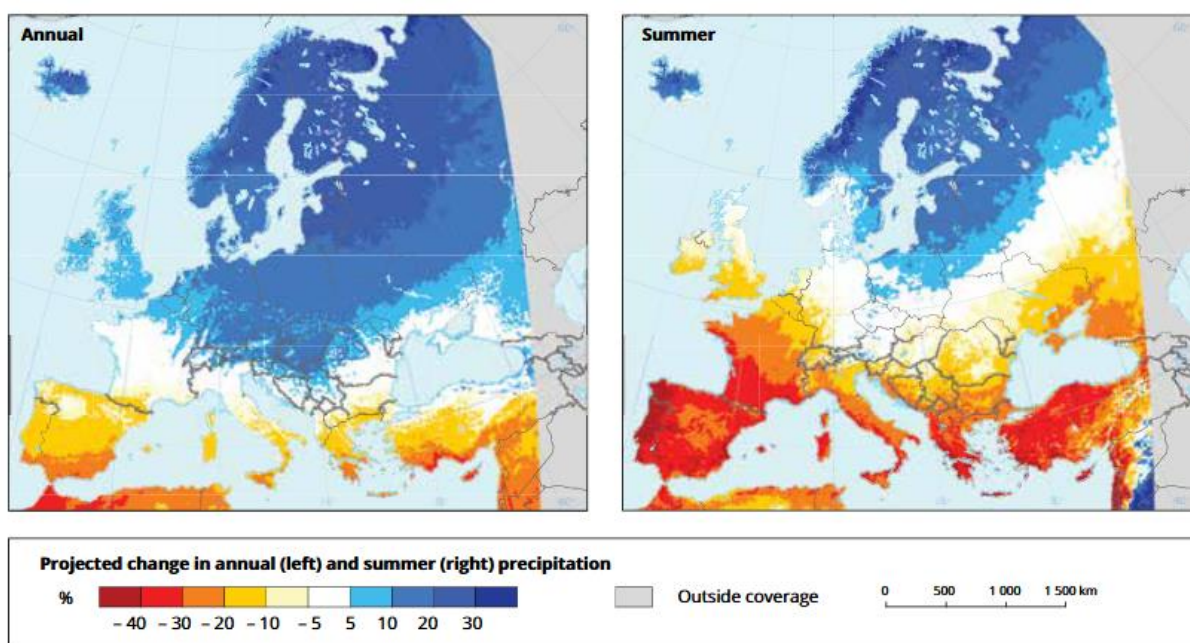 Annual
Summer
Projected change in annual (left) and summer (right) precipitation
%
– 40 – 30 – 20 – 10 – 5 5 10 20 30
Outside coverage
0 500 1 000 1 500 km